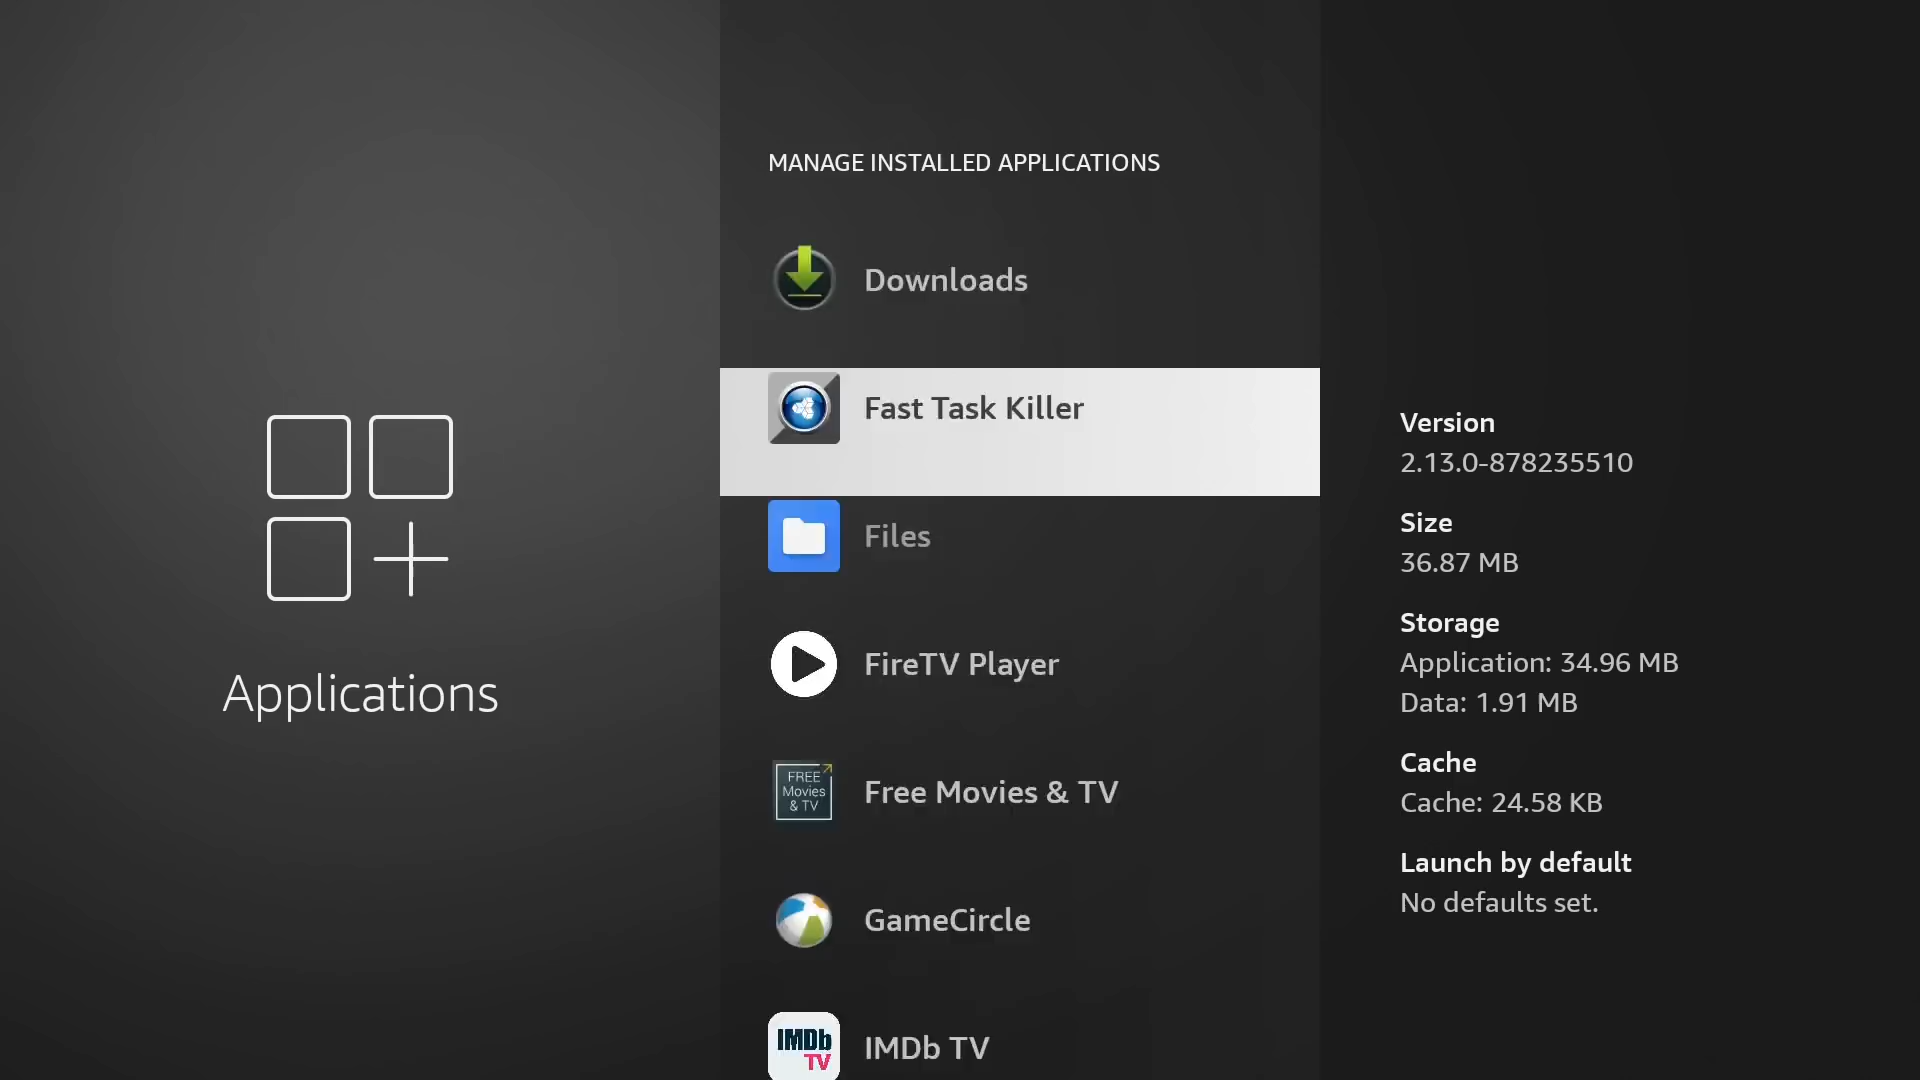 MANAGE INSTALLED APPLICATIONS
Downloads
Fast Task Killer
Files
FireTV Player
FREE
Movies
& TV
Free Movies & TV
GameCircle
IMDb
TV
IMDb TV
Applications
Version
2.13.0-878235510
Size
36.87 MB
Storage
Application: 34.96 MB
Data: 1.91 MB
Cache
Cache: 24.58 KB
Launch by default
No defaults set.